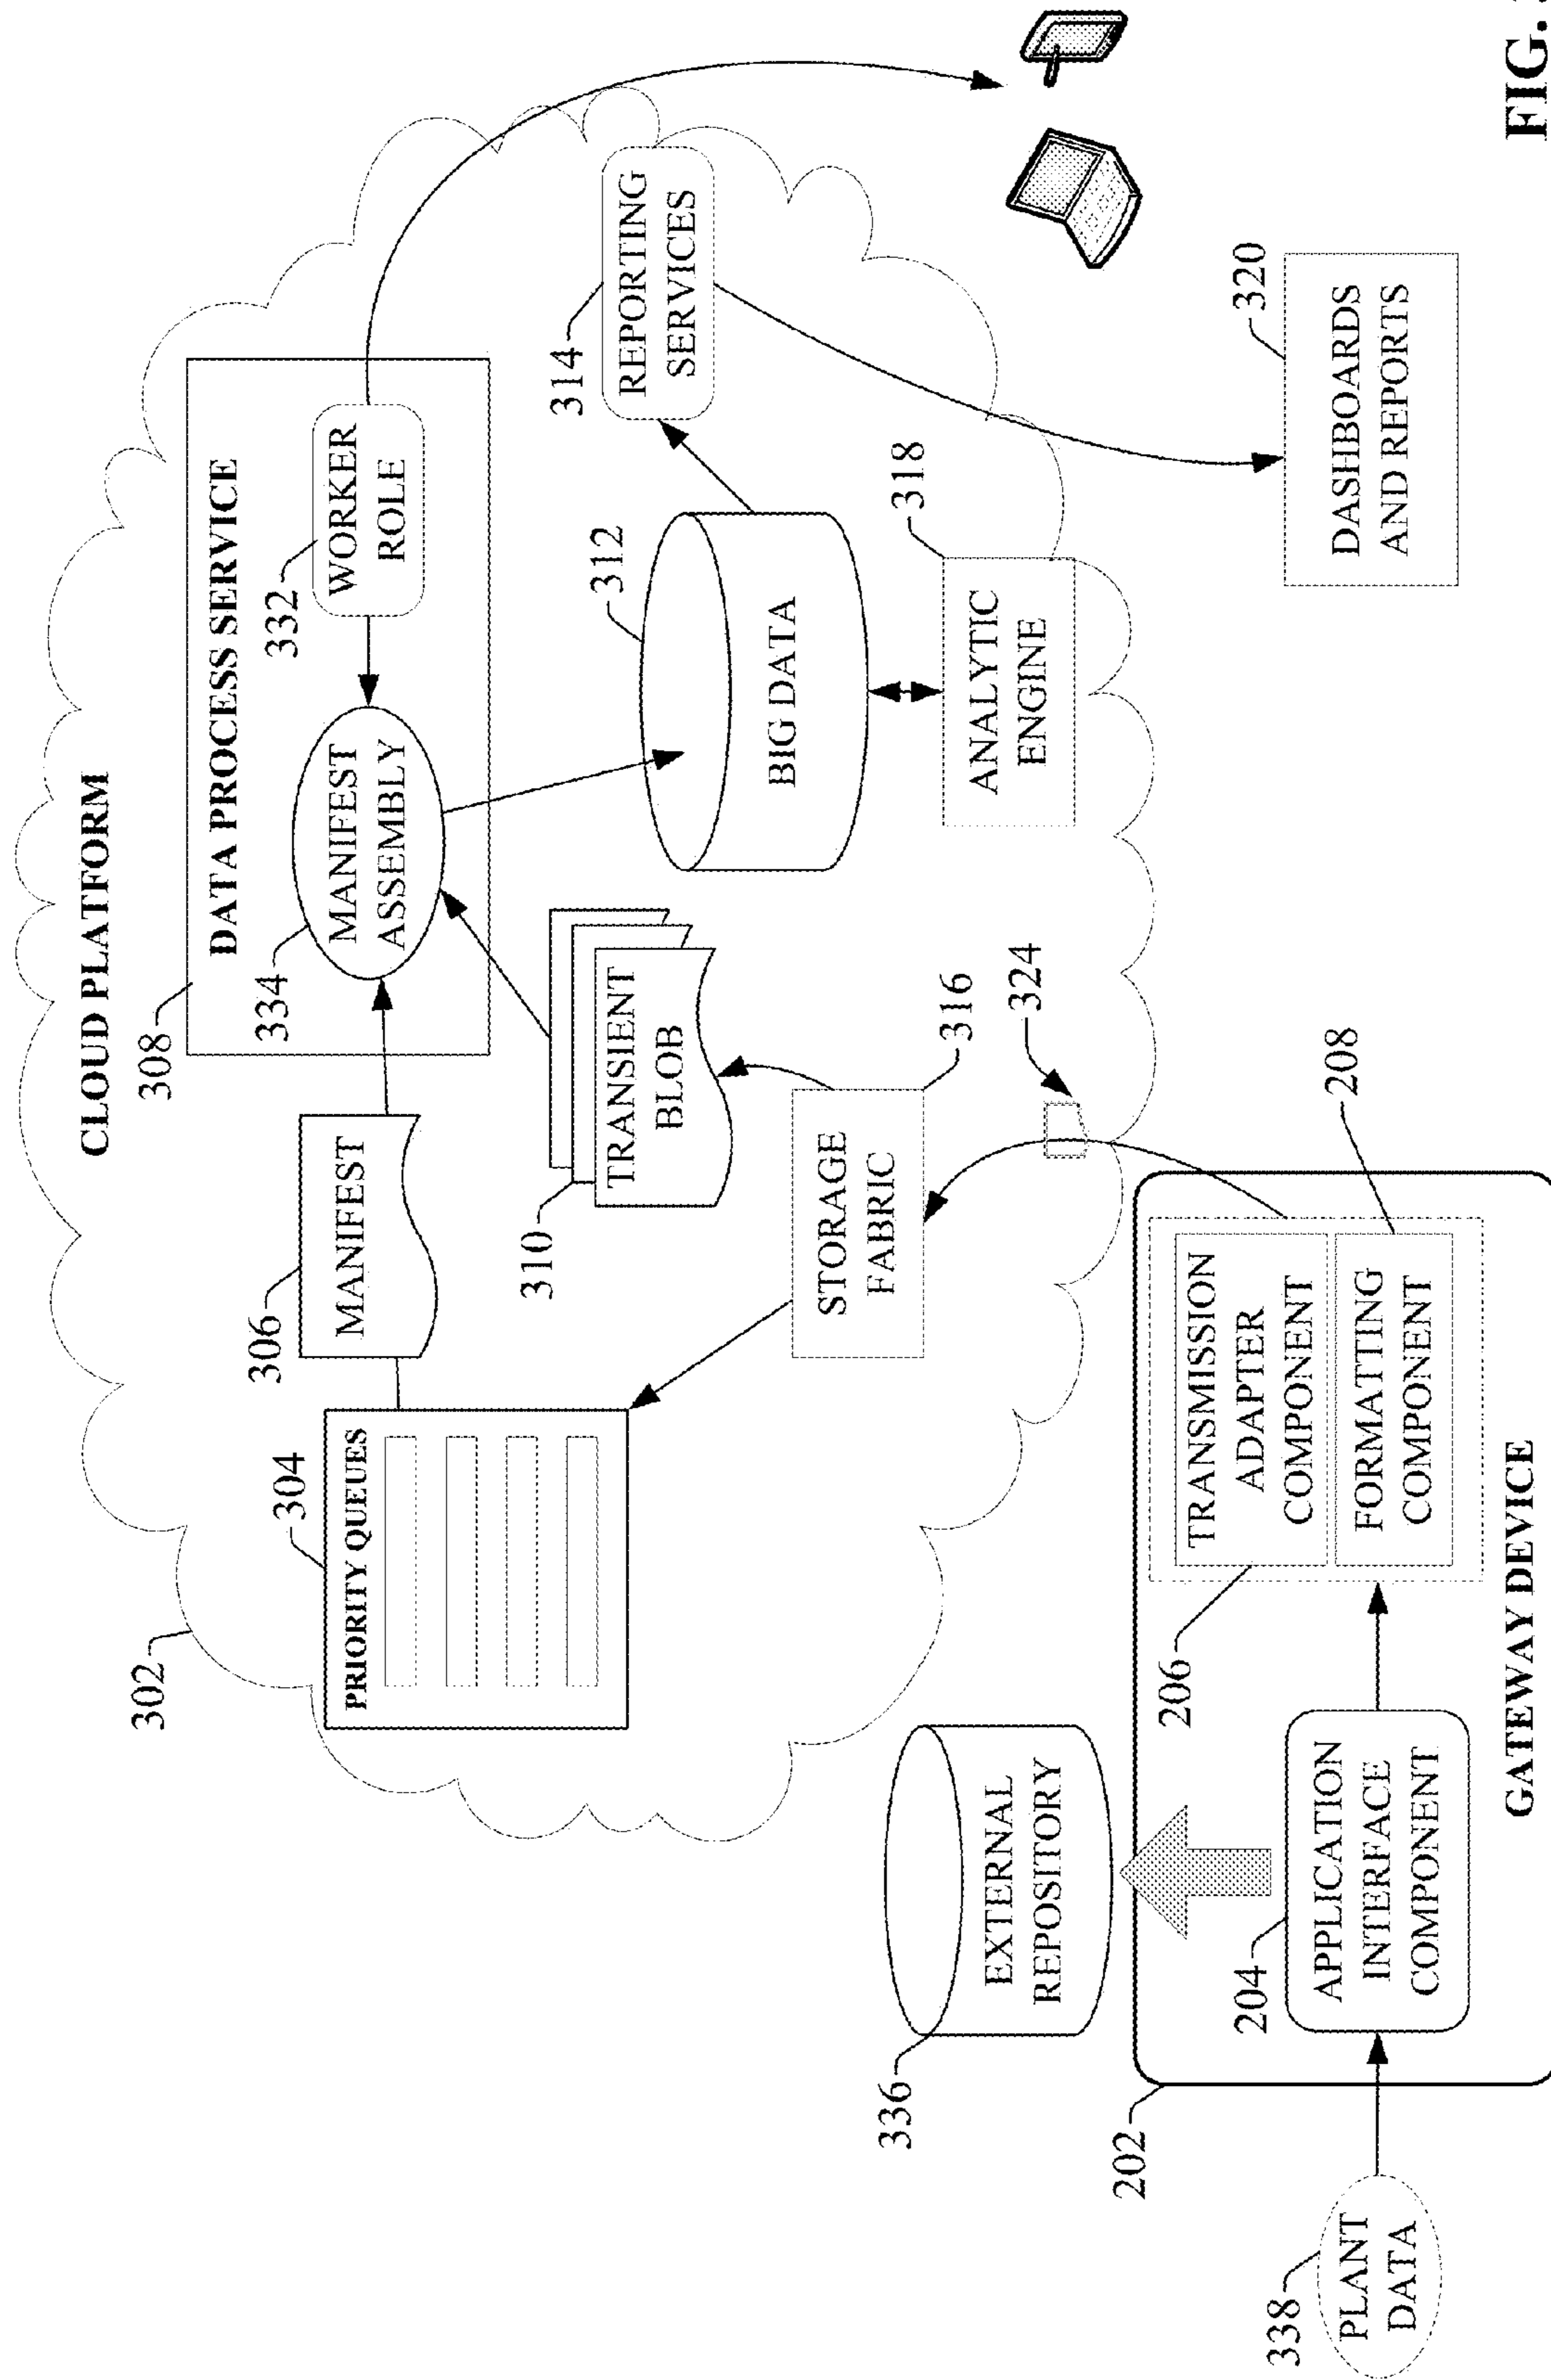 CLOUD PLATFORM
302
304
PRIORITY QUEUES
306
MANIFEST
308
DATA PROCESS SERVICE
334
MANIFEST
ASSEMBLY
332
WORKER
ROLE
310
TRANSIENT
BLOB
312
BIG DATA
314
REPORTING
SERVICES
STORAGE
FABRIC
316
ANALYTIC
ENGINE
318
324
336
EXTERNAL
REPOSITORY
320
DASHBOARDS
AND REPORTS
202
204
APPLICATION
INTERFACE
COMPONENT
206
TRANSMISSION
ADAPTER
COMPONENT
208
FORMATING
COMPONENT
338
PLANT
DATA
GATEWAY DEVICE
FIG.